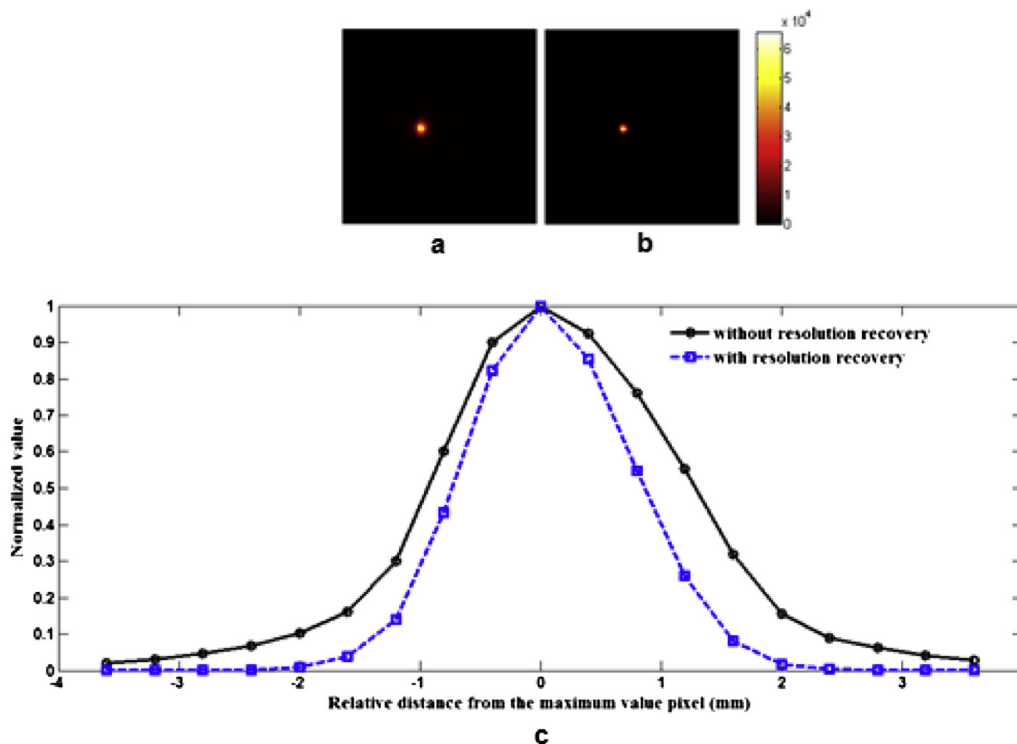 x 10⁴
6
5
4
3
2
1
0
a
b
1
0.9
0.8
0.7
0.6
0.5
0.4
0.3
0.2
0.1
0
Normalized value
without resolution recovery
with resolution recovery
-4 -3 -2 -1 0 1 2 3
Relative distance from the maximum value pixel (mm)
c